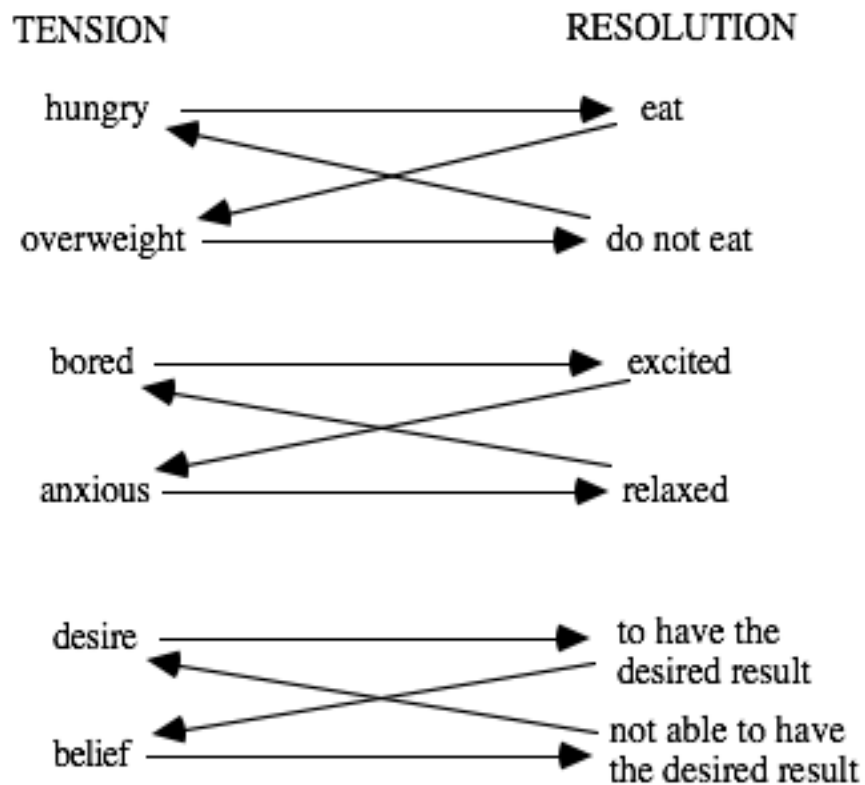 TENSION RESOLUTION
hungry eat
overweight do not eat
bored excited
anxious relaxed
desire to have the
desired result
belief not able to have
the desired result